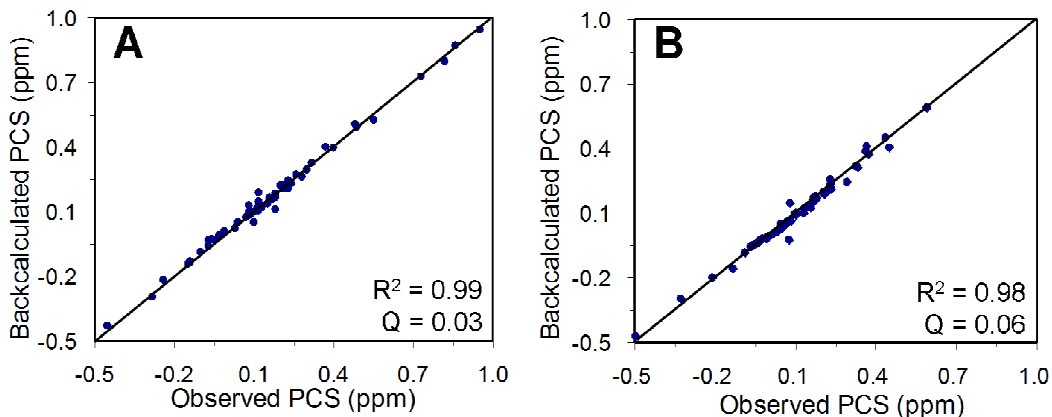 A
Backcalculated PCS (ppm)
1.0
0.7
0.4
0.1
-0.2
-0.5
R² = 0.99
Q = 0.03
-0.5 -0.2 0.1 0.4 0.7 1.0
Observed PCS (ppm)
B
Backcalculated PCS (ppm)
1.0
0.7
0.4
0.1
-0.2
-0.5
R² = 0.98
Q = 0.06
-0.5 -0.2 0.1 0.4 0.7 1.0
Observed PCS (ppm)